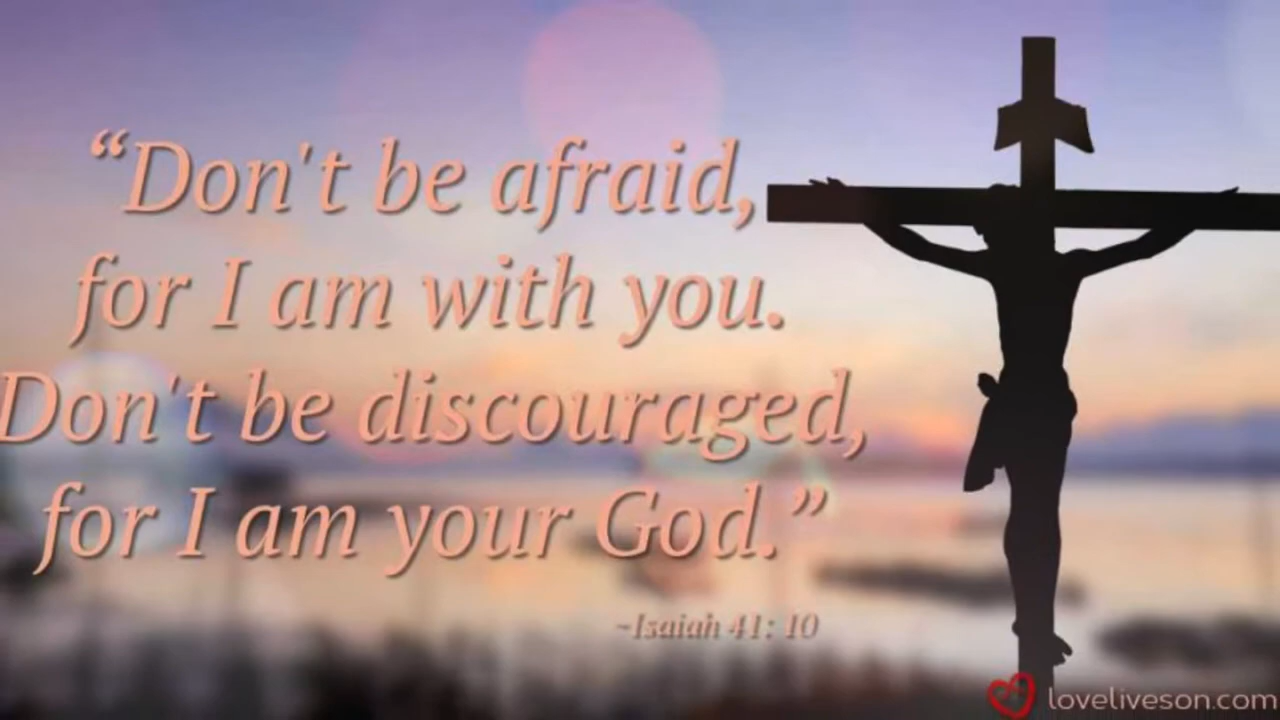 “Don't be afraid,
for I am with you.
Don't be discouraged,
for I am your God.”
~Isaiah 41: 10
loveliveson.com